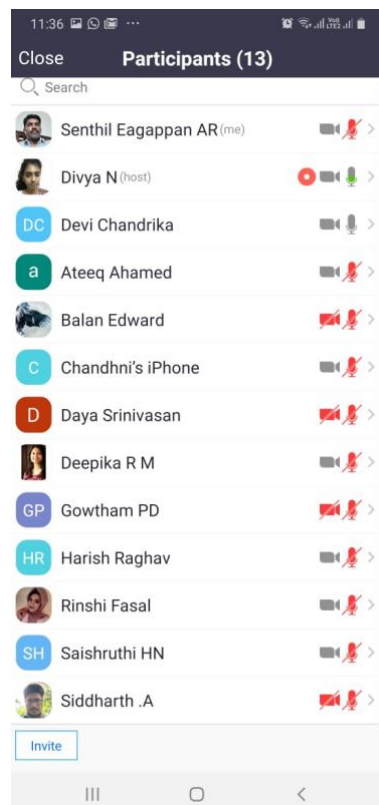 11:36
Close Participants (13)
Search
Senthil Eagappan AR (me)
Divya N (host)
DC Devi Chandrika
a Ateeq Ahamed
Balan Edward
C Chandhni's iPhone
D Daya Srinivasan
Deepika R M
GP Gowtham PD
HR Harish Raghav
Rinshi Fasal
SH Saishruthi HN
Siddharth .A
Invite